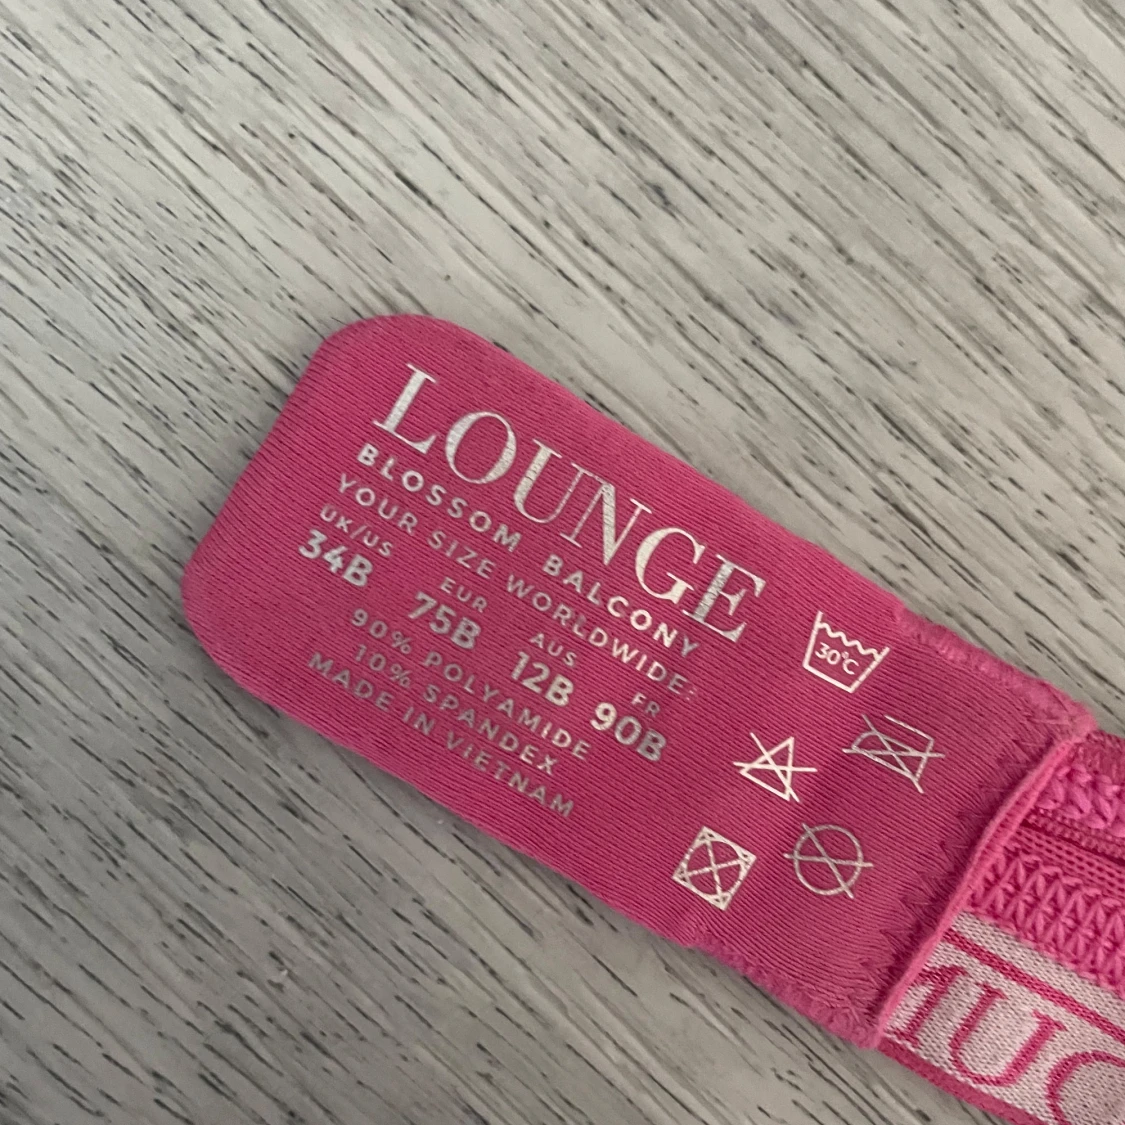 LOUNGE
BLOSSOM BALCONY
YOUR SIZE WORLDWIDE:
UK/US EUR AUS FR
34B 75B 12B 90B
90% POLYAMIDE
10% SPANDEX
MADE IN VIETNAM
30°C